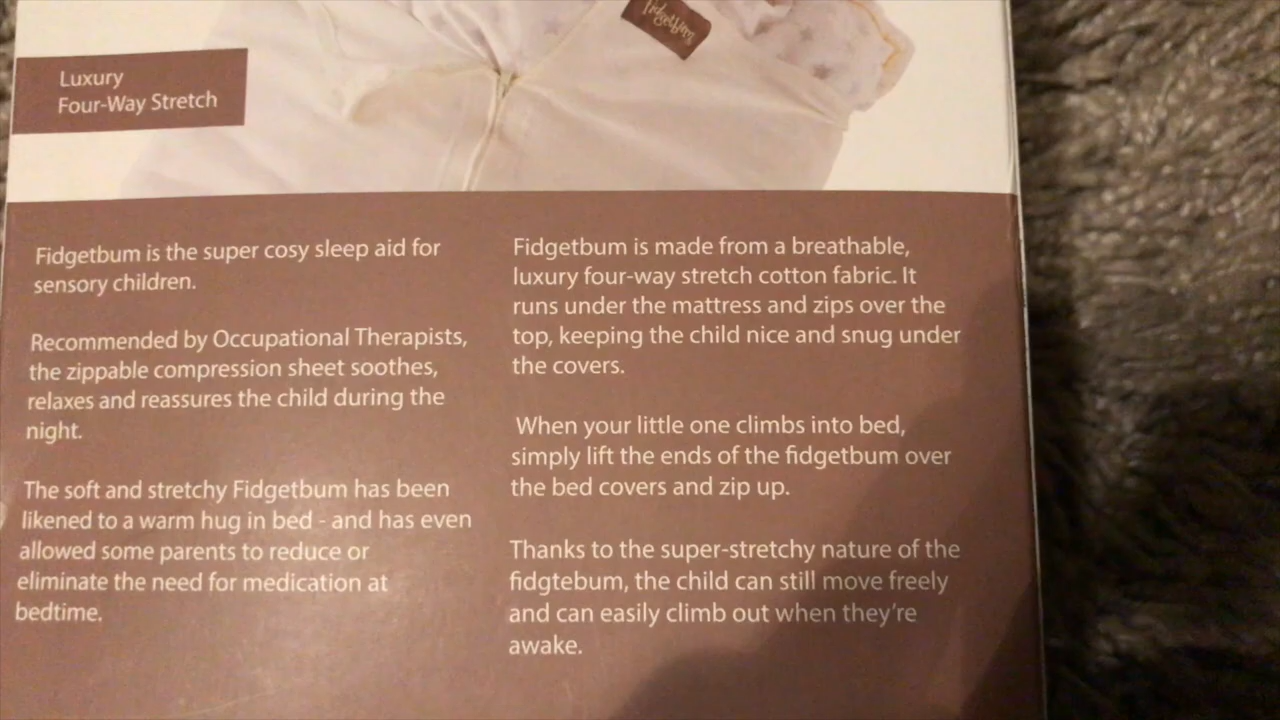 Fidgetbum
Luxury
Four-Way Stretch
Fidgetbum is the super cosy sleep aid for
sensory children.
Recommended by Occupational Therapists,
the zippable compression sheet soothes,
relaxes and reassures the child during the
night.
The soft and stretchy Fidgetbum has been
likened to a warm hug in bed - and has even
allowed some parents to reduce or
eliminate the need for medication at
bedtime.
Fidgetbum is made from a breathable,
luxury four-way stretch cotton fabric. It
runs under the mattress and zips over the
top, keeping the child nice and snug under
the covers.
When your little one climbs into bed,
simply lift the ends of the fidgetbum over
the bed covers and zip up.
Thanks to the super-stretchy nature of the
fidgtebum, the child can still move freely
and can easily climb out when they're
awake.